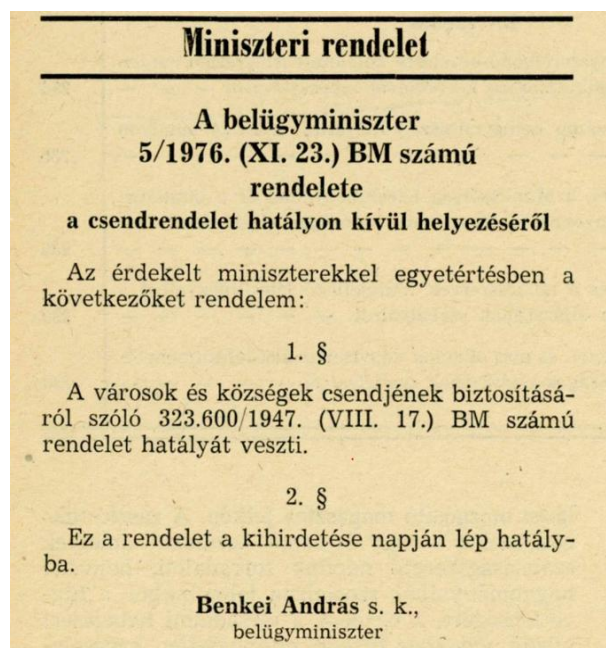 Miniszteri rendelet
A belügyminiszter
5/1976. (XI. 23.) BM számú
rendelete
a csendrendelet hatályon kívül helyezéséről
Az érdekelt miniszterekkel egyetértésben a
következőket rendelem:
1. §
A városok és községek csendjének biztosításá-
ról szóló 323.600/1947. (VIII. 17.) BM számú
rendelet hatályát veszti.
2. §
Ez a rendelet a kihirdetése napján lép hatály-
ba.
Benkei András s. k.,
belügyminiszter